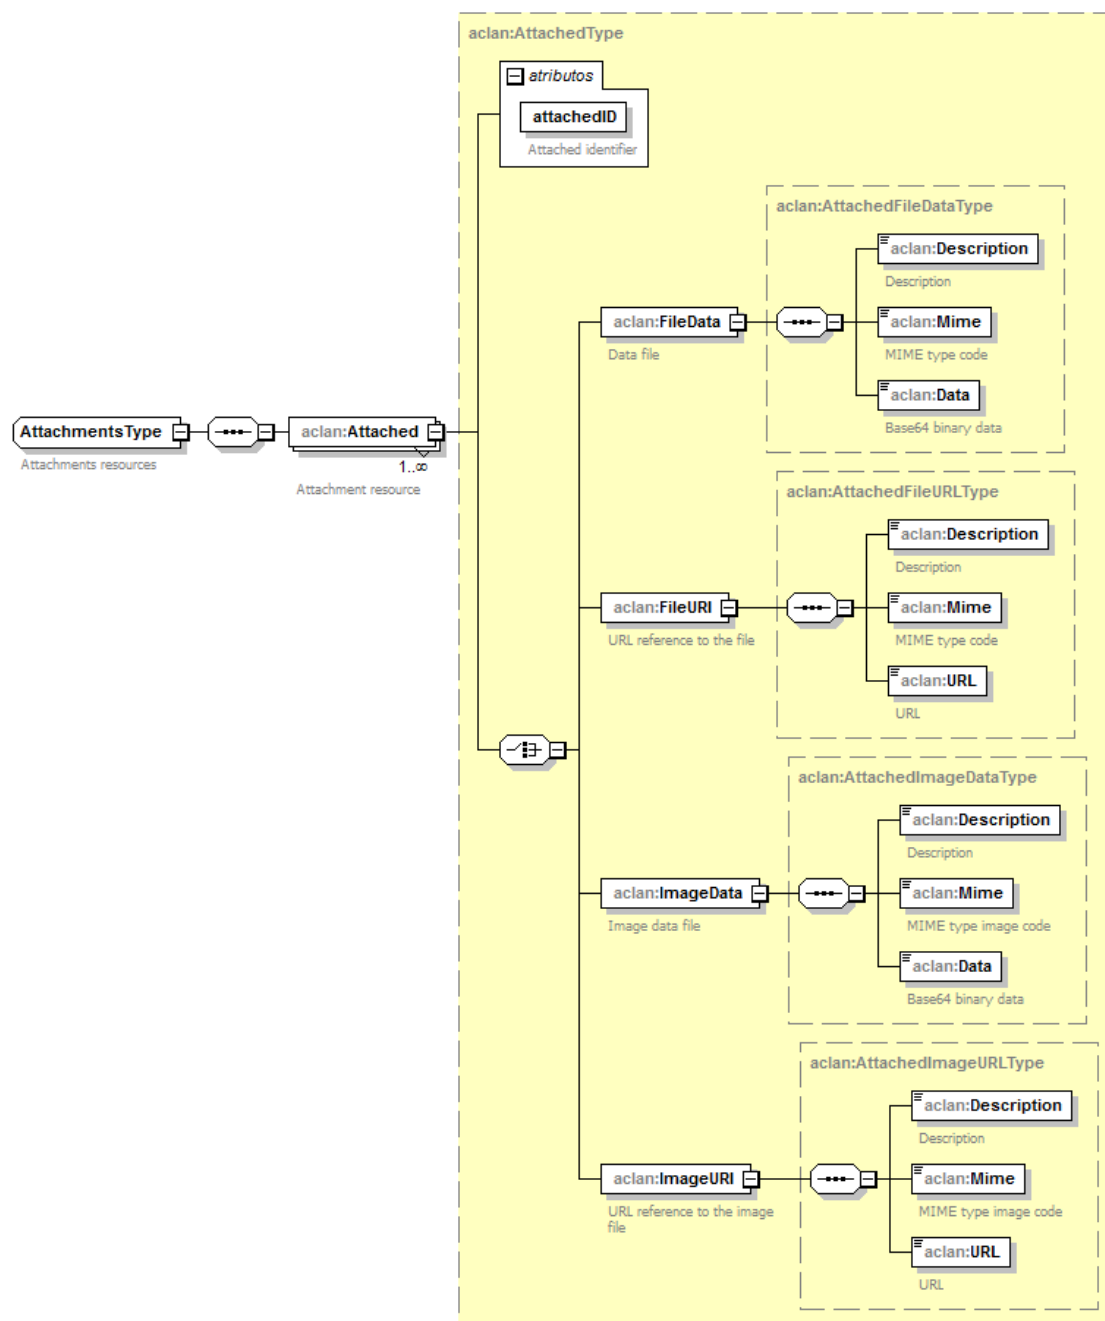 aclan:AttachedType
atributos
attachedID
Attached identifier
aclan:AttachedFileDataType
aclan:Description
Description
aclan:FileData
Data file
aclan:Mime
MIME type code
aclan:Data
Base64 binary data
AttachmentsType
Attachments resources
aclan:Attached
1..∞
Attachment resource
aclan:AttachedFileURLType
aclan:Description
Description
aclan:FileURI
URL reference to the file
aclan:Mime
MIME type code
aclan:URL
URL
aclan:AttachedImageDataType
aclan:Description
Description
aclan:ImageData
Image data file
aclan:Mime
MIME type image code
aclan:Data
Base64 binary data
aclan:AttachedImageURLType
aclan:Description
Description
aclan:ImageURI
URL reference to the image
file
aclan:Mime
MIME type image code
aclan:URL
URL